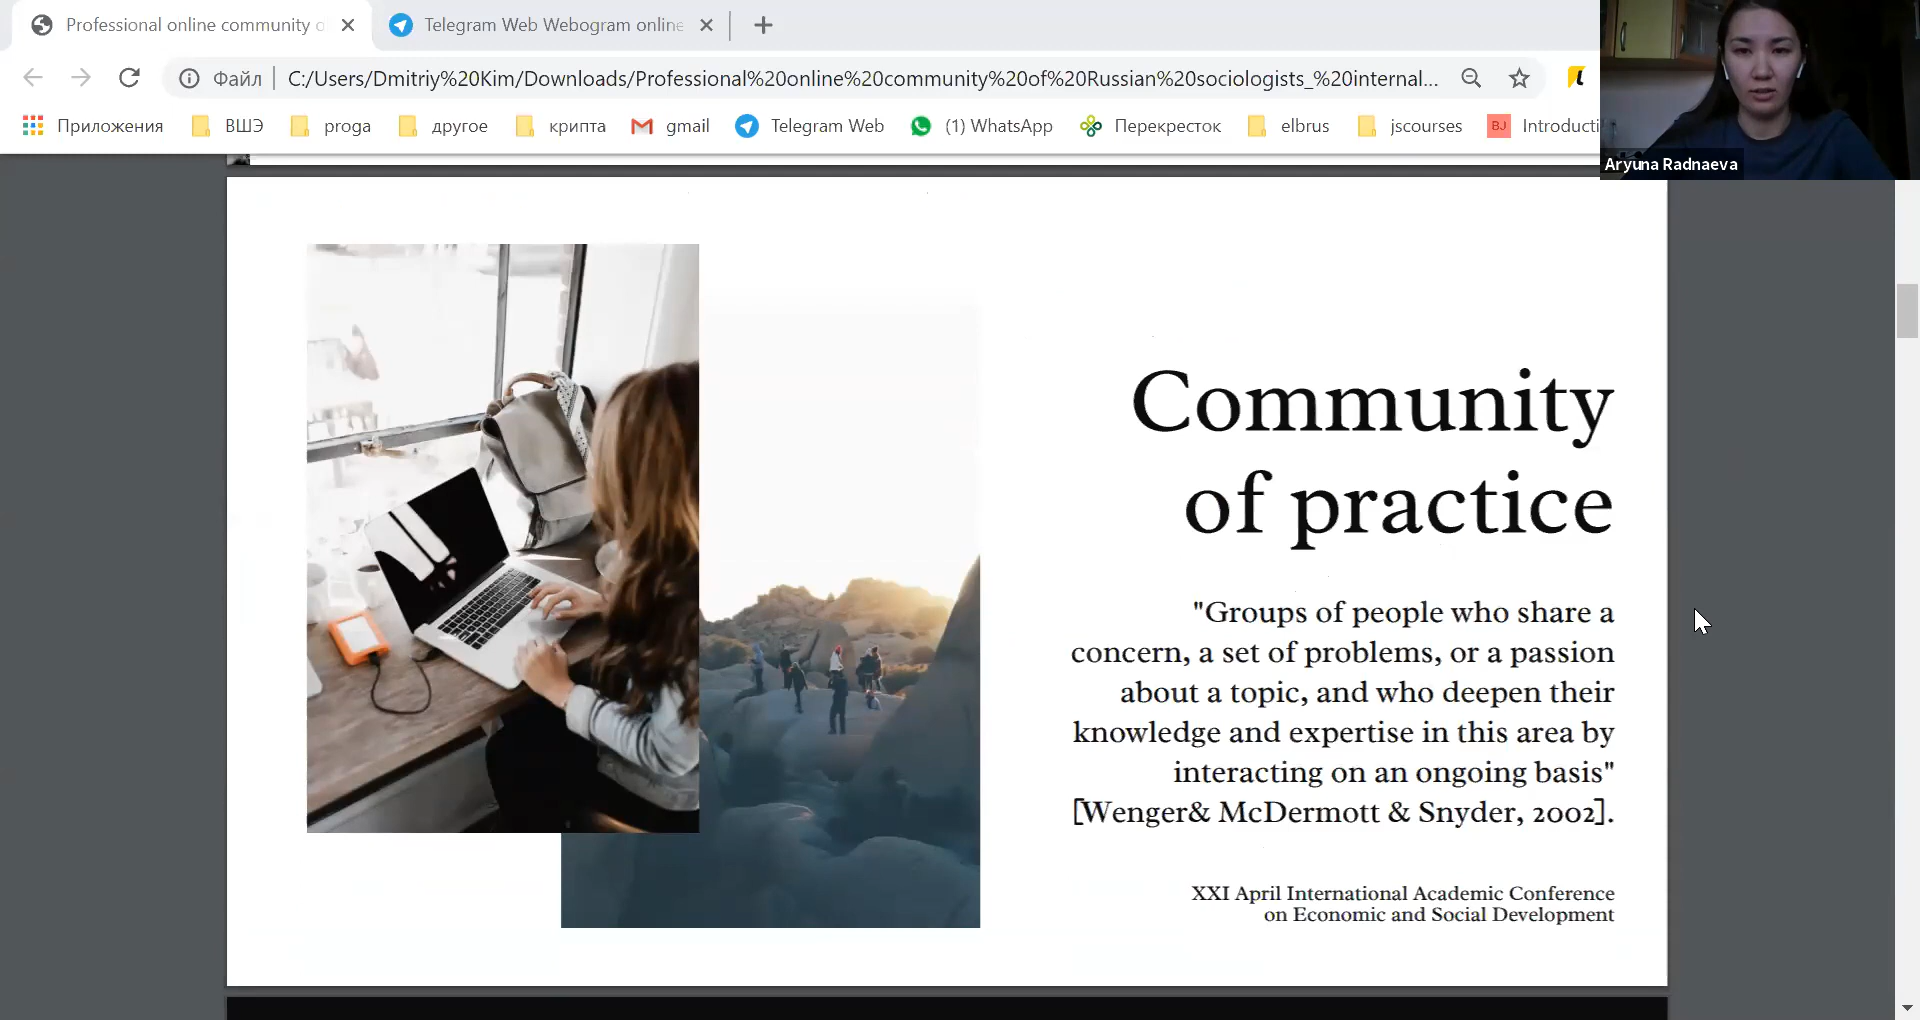 Professional online community o
Telegram Web Webogram online
Файл
C:/Users/Dmitriy%20Kim/Downloads/Professional%20online%20community%20of%20Russian%20sociologists_%20internal...
Приложения
ВШЭ
proga
другое
крипта
gmail
Telegram Web
(1) WhatsApp
Перекресток
elbrus
jscourses
BJ
Introducti
Aryuna Radnaeva
Community
of practice
"Groups of people who share a
concern, a set of problems, or a passion
about a topic, and who deepen their
knowledge and expertise in this area by
interacting on an ongoing basis"
[Wenger& McDermott & Snyder, 2002].
XXI April International Academic Conference
on Economic and Social Development